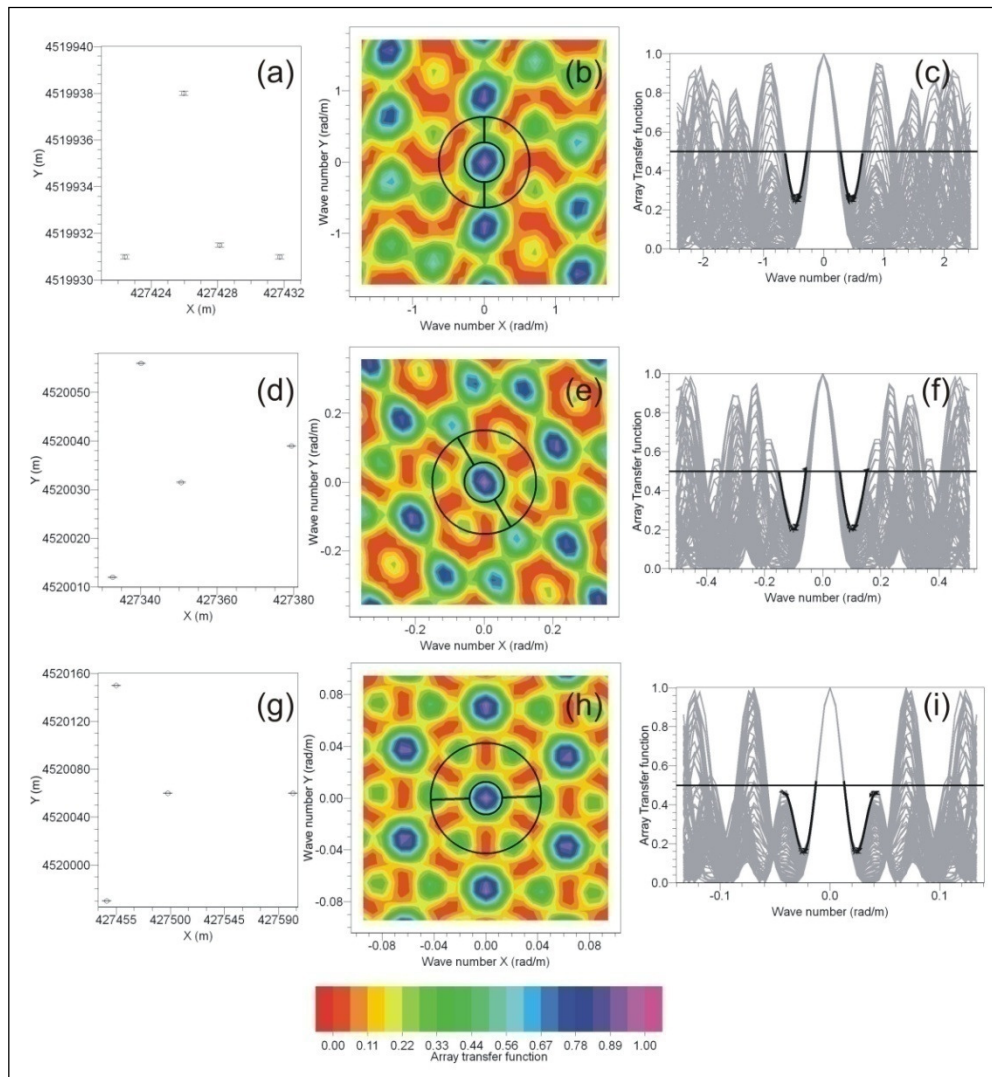 (a)
4519940
4519938
4519936
4519934
4519932
4519930
Y (m)
427424 427428 427432
X (m)
(b)
1
0
-1
Wave number Y (rad/m)
-1 0 1
Wave number X (rad/m)
(c)
1.0
0.8
0.6
0.4
0.2
0.0
Array Transfer function
-2 -1 0 1 2
Wave number (rad/m)
(d)
4520050
4520040
4520030
4520020
4520010
Y (m)
427340 427360 427380
X (m)
(e)
0.2
0.0
-0.2
Wave number Y (rad/m)
-0.2 0.0 0.2
Wave number X (rad/m)
(f)
1.0
0.8
0.6
0.4
0.2
0.0
Array Transfer function
-0.4 -0.2 0.0 0.2 0.4
Wave number (rad/m)
(g)
4520160
4520120
4520080
4520040
4520000
Y (m)
427455 427500 427545 427590
X (m)
(h)
0.08
0.04
0.00
-0.04
-0.08
Wave number Y (rad/m)
-0.08 -0.04 0.00 0.04 0.08
Wave number X (rad/m)
(i)
1.0
0.8
0.6
0.4
0.2
0.0
Array Transfer function
-0.1 0.0 0.1
Wave number (rad/m)
0.00 0.11 0.22 0.33 0.44 0.56 0.67 0.78 0.89 1.00
Array transfer function